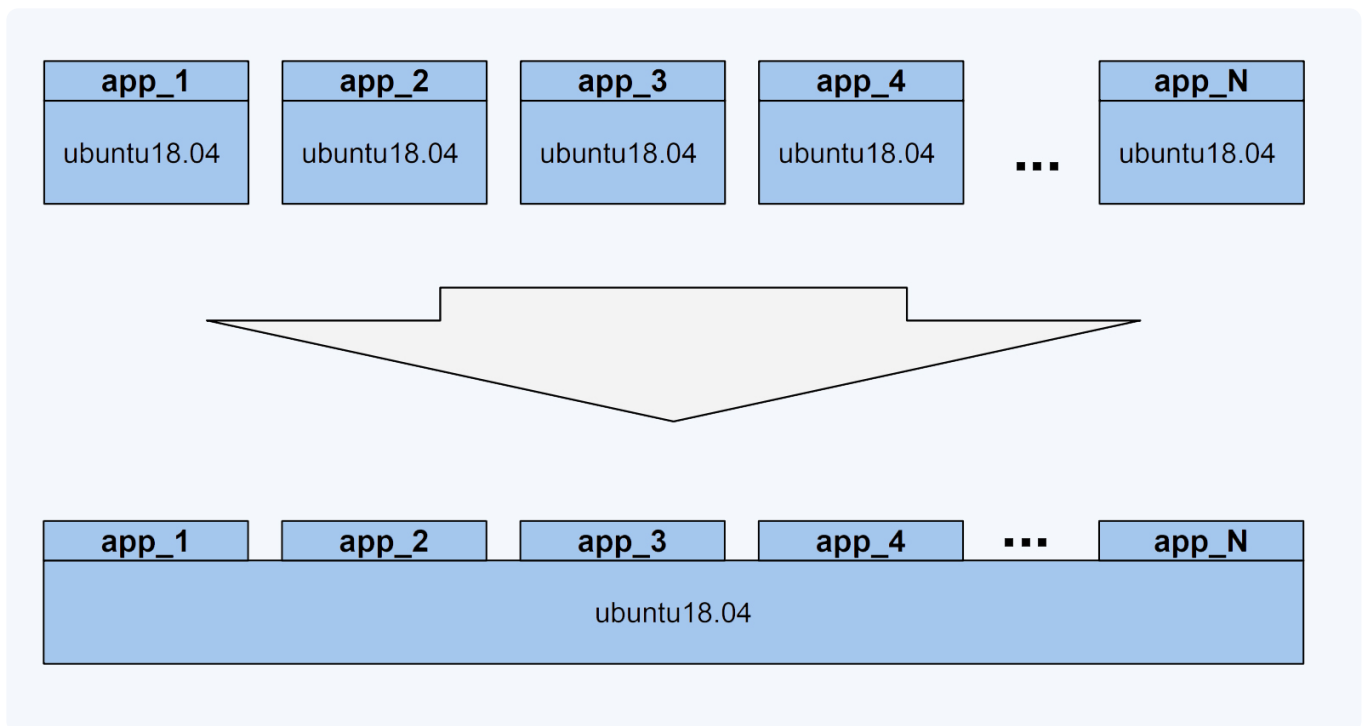 app_1 app_2 app_3 app_4 app_N
ubuntu18.04 ubuntu18.04 ubuntu18.04 ubuntu18.04 ... ubuntu18.04
app_1 app_2 app_3 app_4 ... app_N
ubuntu18.04